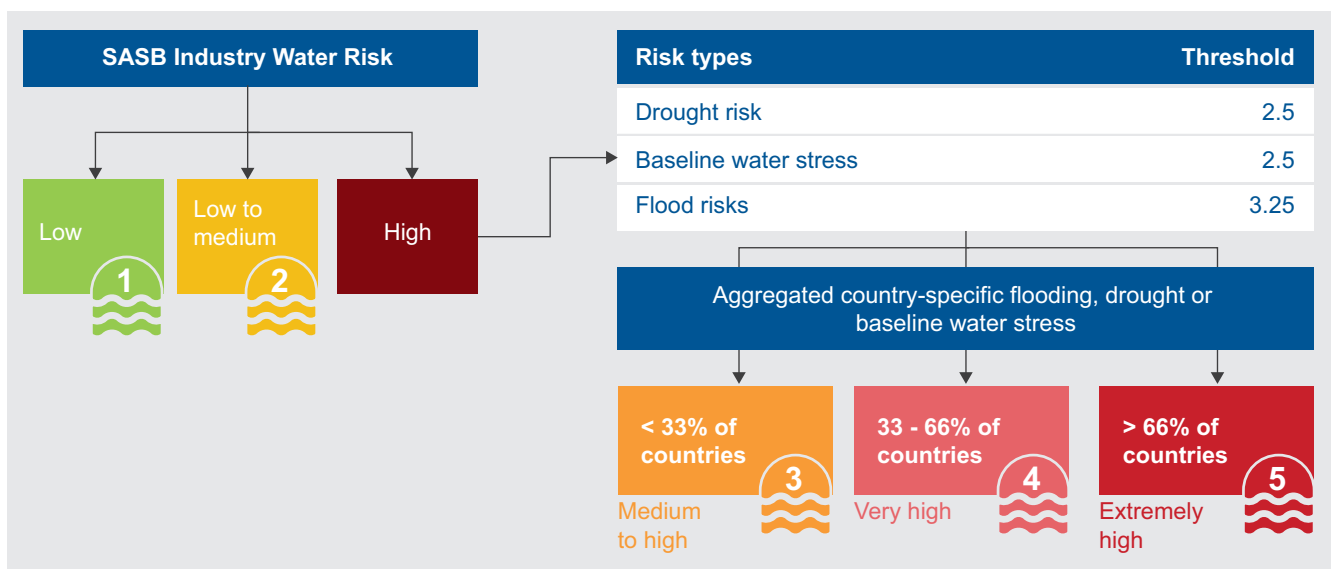 SASB Industry Water Risk
Low
1
Low to
medium
2
High
Risk types Threshold
Drought risk 2.5
Baseline water stress 2.5
Flood risks 3.25
Aggregated country-specific flooding, drought or
baseline water stress
< 33% of
countries
3
Medium
to high
33 - 66% of
countries
4
Very high
> 66% of
countries
5
Extremely
high